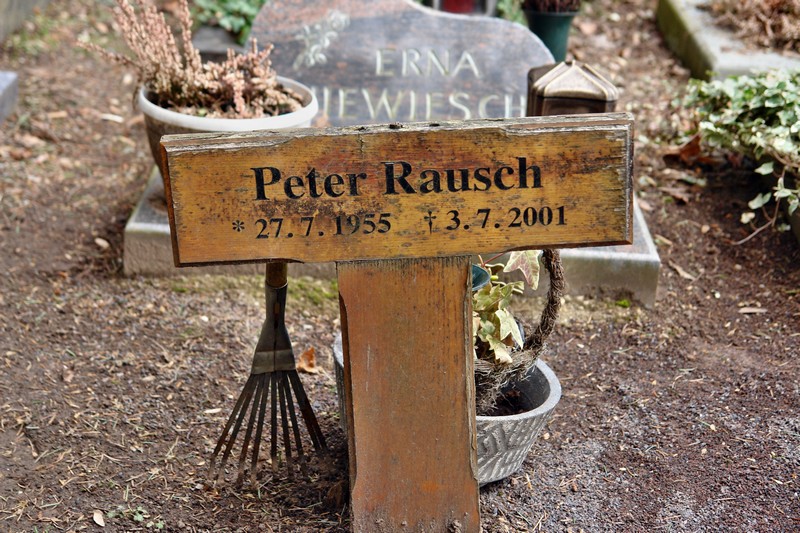 ERNA
Peter Rausch
* 27. 7. 1955 † 3. 7. 2001